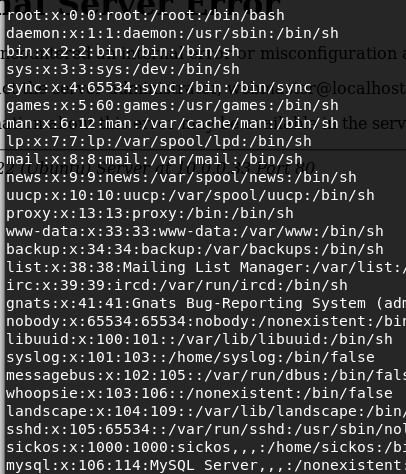 al Server Error
root:x:0:0:root:/root:/bin/bash
daemon:x:1:1:daemon:/usr/sbin:/bin/sh
bin:x:2:2:bin:/bin:/bin/sh
sys:x:3:3:sys:/dev:/bin/sh
sync:x:4:65534:sync:/bin:/bin/sync
games:x:5:60:games:/usr/games:/bin/sh
man:x:6:12:man:/var/cache/man:/bin/sh
lp:x:7:7:lp:/var/spool/lpd:/bin/sh
mail:x:8:8:mail:/var/mail:/bin/sh
news:x:9:9:news:/var/spool/news:/bin/sh
uucp:x:10:10:uucp:/var/spool/uucp:/bin/sh
proxy:x:13:13:proxy:/bin:/bin/sh
www-data:x:33:33:www-data:/var/www:/bin/sh
backup:x:34:34:backup:/var/backups:/bin/sh
list:x:38:38:Mailing List Manager:/var/list:/
irc:x:39:39:ircd:/var/run/ircd:/bin/sh
gnats:x:41:41:Gnats Bug-Reporting System (adm
nobody:x:65534:65534:nobody:/nonexistent:/bin
libuuid:x:100:101::/var/lib/libuuid:/bin/sh
syslog:x:101:103::/home/syslog:/bin/false
messagebus:x:102:105::/var/run/dbus:/bin/fals
whoopsie:x:103:106::/nonexistent:/bin/false
landscape:x:104:109::/var/lib/landscape:/bin/
sshd:x:105:65534::/var/run/sshd:/usr/sbin/nol
sickos:x:1000:1000:sickos,,,:/home/sickos:/bi
mysql:x:106:114:MySQL Server,,,:/nonexistent: